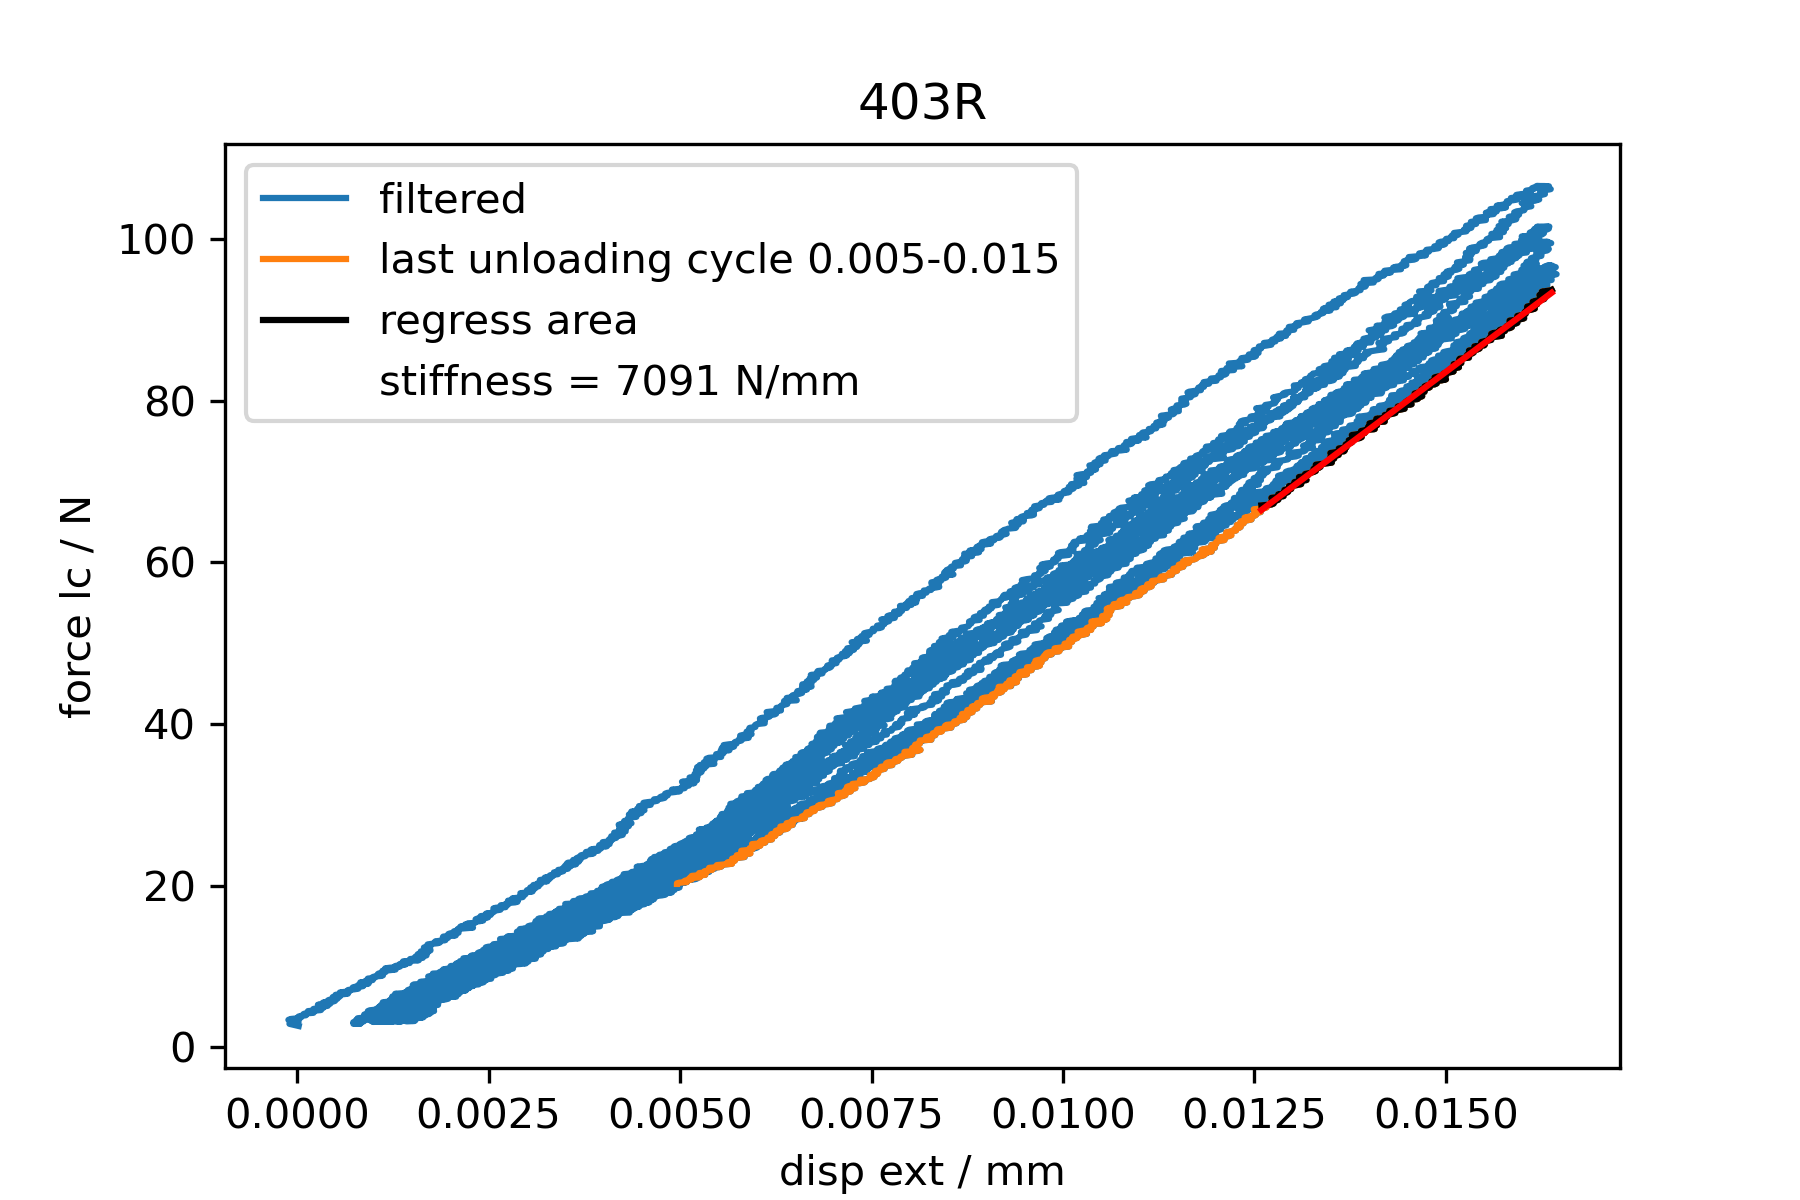 403R
filtered
last unloading cycle 0.005-0.015
regress area
stiffness = 7091 N/mm
force lc / N
100
80
60
40
20
0
0.0000 0.0025 0.0050 0.0075 0.0100 0.0125 0.0150
disp ext / mm